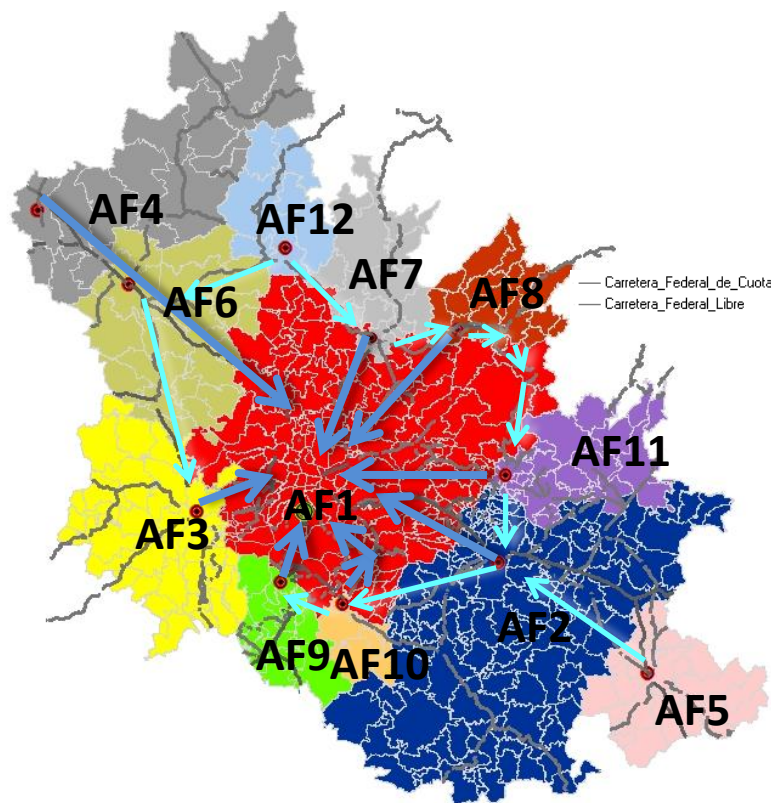 AF4
AF12
AF7
AF8
Carretera_Federal_de_Cuota
Carretera_Federal_Libre
AF6
AF11
AF3
AF1
AF2
AF9
AF10
AF5